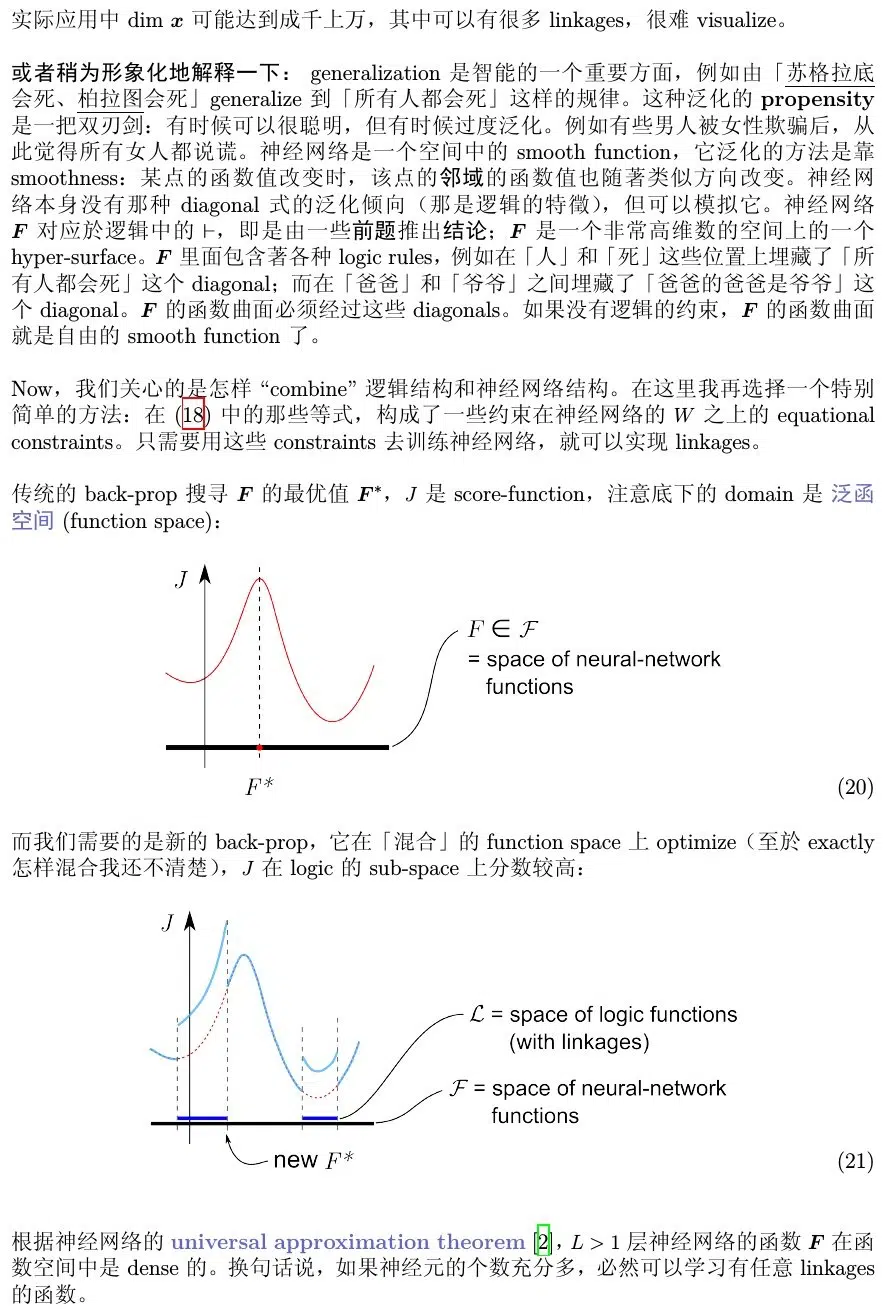 实际应用中 dim x 可能达到成千上万，其中可以有很多 linkages，很难 visualize。
或者稍为形象化地解释一下： generalization 是智能的一个重要方面，例如由「苏格拉底
会死、柏拉图会死」generalize 到「所有人都会死」这样的规律。这种泛化的 propensity
是一把双刃剑：有时候可以很聪明，但有时候过度泛化。例如有些男人被女性欺骗后，从
此觉得所有女人都说谎。神经网络是一个空间中的 smooth function，它泛化的方法是靠
smoothness：某点的函数值改变时，该点的邻域的函数值也随著类似方向改变。神经网
络本身没有那种 diagonal 式的泛化倾向（那是逻辑的特徵），但可以模拟它。神经网络
F 对应於逻辑中的 ⊢，即是由一些前题推出结论；F 是一个非常高维数的空间上的一个
hyper-surface。F 里面包含著各种 logic rules，例如在「人」和「死」这些位置上埋藏了「所
有人都会死」这个 diagonal；而在「爸爸」和「爷爷」之间埋藏了「爸爸的爸爸是爷爷」这
个 diagonal。F 的函数曲面必须经过这些 diagonals。如果没有逻辑的约束，F 的函数曲面
就是自由的 smooth function 了。
Now，我们关心的是怎样 “combine” 逻辑结构和神经网络结构。在这里我再选择一个特别
简单的方法：在 (18) 中的那些等式，构成了一些约束在神经网络的 W 之上的 equational
constraints。只需要用这些 constraints 去训练神经网络，就可以实现 linkages。
传统的 back-prop 搜寻 F 的最优值 F*，J 是 score-function，注意底下的 domain 是 泛函
空间 (function space)：
J
F ∈ ℱ
= space of neural-network
functions
F*
(20)
而我们需要的是新的 back-prop，它在「混合」的 function space 上 optimize（至於 exactly
怎样混合我还不清楚），J 在 logic 的 sub-space 上分数较高：
J
ℒ = space of logic functions
(with linkages)
ℱ = space of neural-network
functions
new F*
(21)
根据神经网络的 universal approximation theorem [2]，L > 1 层神经网络的函数 F 在函
数空间中是 dense 的。换句话说，如果神经元的个数充分多，必然可以学习有任意 linkages
的函数。